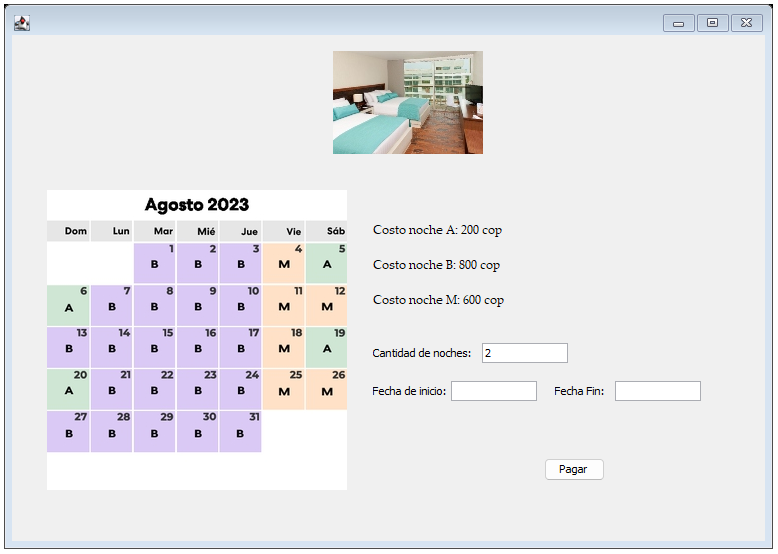 Agosto 2023
Dom Lun Mar Mié Jue Vie Sáb
1 2 3 4 5
B B B M A
6 7 8 9 10 11 12
A B B B B M M
13 14 15 16 17 18 19
B B B B B M A
20 21 22 23 24 25 26
A B B B B M M
27 28 29 30 31
B B B B B
Costo noche A: 200 cop
Costo noche B: 800 cop
Costo noche M: 600 cop
Cantidad de noches: 2
Fecha de inicio: Fecha Fin:
Pagar